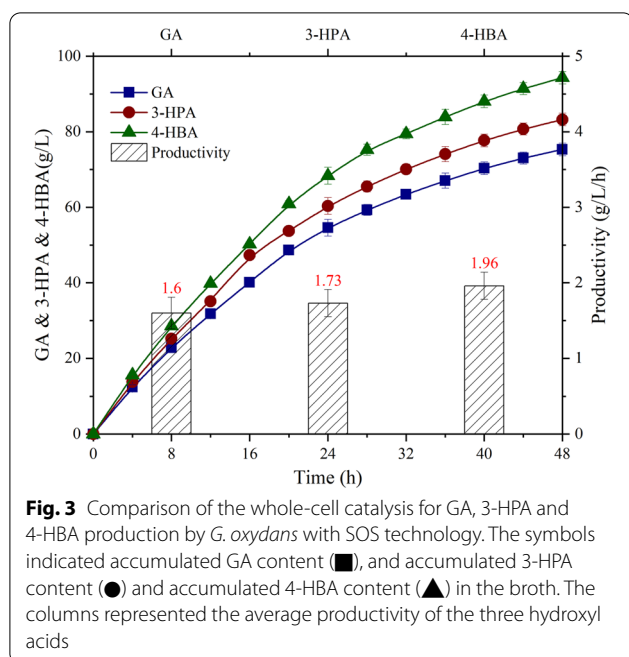 GA 3-HPA 4-HBA
100
80
60
40
20
0
GA & 3-HPA & 4-HBA(g/L)
GA
3-HPA
4-HBA
Productivity
1.6
1.73
1.96
5
4
3
2
1
0
Productivity (g/L/h)
0 8 16 24 32 40 48
Time (h)
Fig. 3 Comparison of the whole-cell catalysis for GA, 3-HPA and
4-HBA production by G. oxydans with SOS technology. The symbols
indicated accumulated GA content (■), and accumulated 3-HPA
content (●) and accumulated 4-HBA content (▲) in the broth. The
columns represented the average productivity of the three hydroxyl
acids